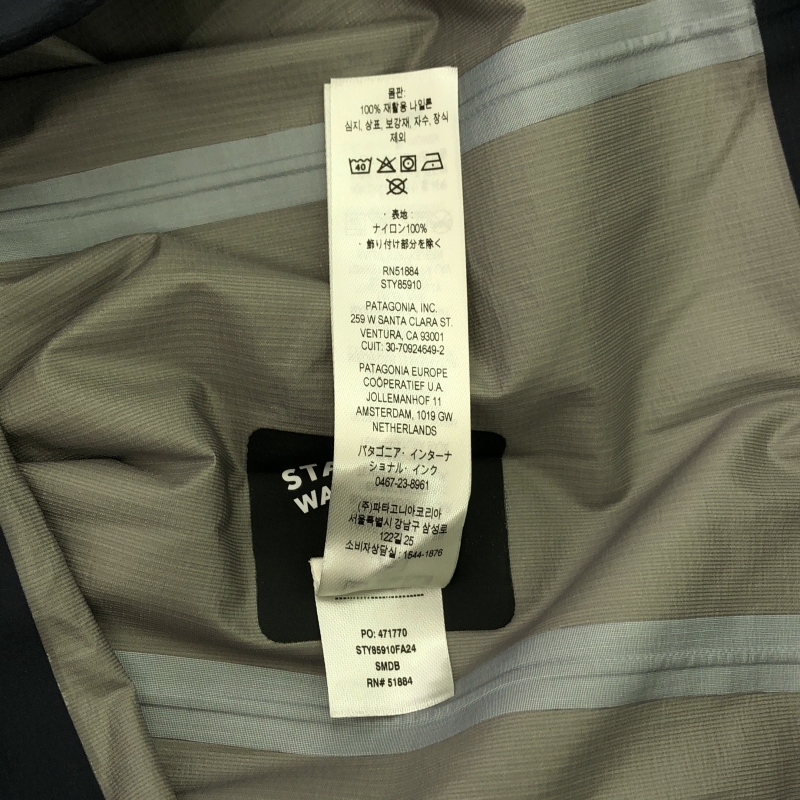 몸판:
100% 재활용 나일론
심지, 상표, 보강재, 자수, 장식
제외
40
· 表地 :
ナイロン100%
· 飾り付け部分を除く
RN51884
STY85910
PATAGONIA, INC.
259 W SANTA CLARA ST.
VENTURA, CA 93001
CUIT: 30-70924649-2
PATAGONIA EUROPE
COÖPERATIEF U.A.
JOLLEMANHOF 11
AMSTERDAM, 1019 GW
NETHERLANDS
パタゴニア・インターナ
ショナル・インク
0467-23-8961
(주)파타고니아코리아
서울특별시 강남구 삼성로
122길 25
소비자상담실 : 1544-1876
STA
WA
PO: 471770
STY85910FA24
SMDB
RN# 51884